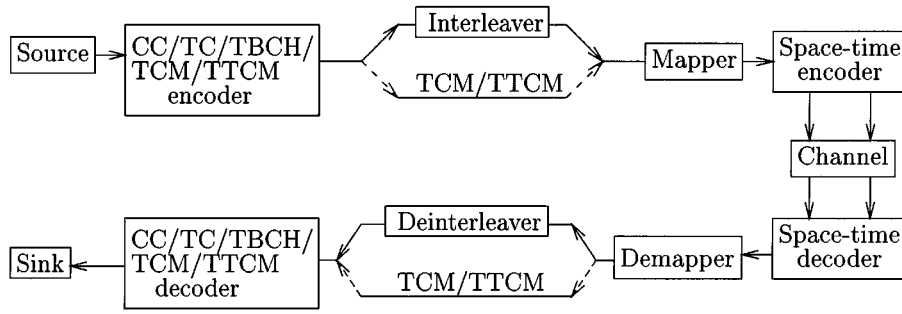 Source
CC/TC/TBCH/
TCM/TTCM
encoder
Interleaver
TCM/TTCM
Mapper
Space-time
encoder
Channel
Space-time
decoder
Demapper
Deinterleaver
TCM/TTCM
CC/TC/TBCH/
TCM/TTCM
decoder
Sink